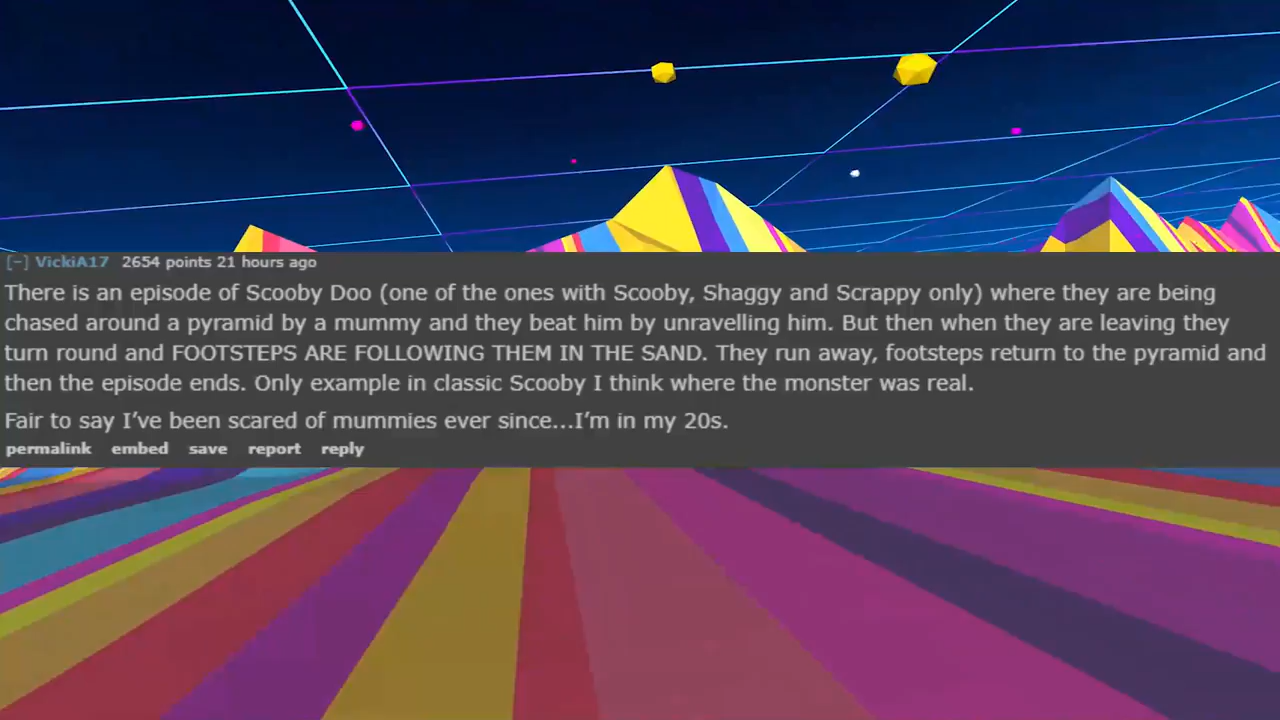 [−] VickiA17 2654 points 21 hours ago
There is an episode of Scooby Doo (one of the ones with Scooby, Shaggy and Scrappy only) where they are being
chased around a pyramid by a mummy and they beat him by unravelling him. But then when they are leaving they
turn round and FOOTSTEPS ARE FOLLOWING THEM IN THE SAND. They run away, footsteps return to the pyramid and
then the episode ends. Only example in classic Scooby I think where the monster was real.
Fair to say I’ve been scared of mummies ever since...I’m in my 20s.
permalink embed save report reply